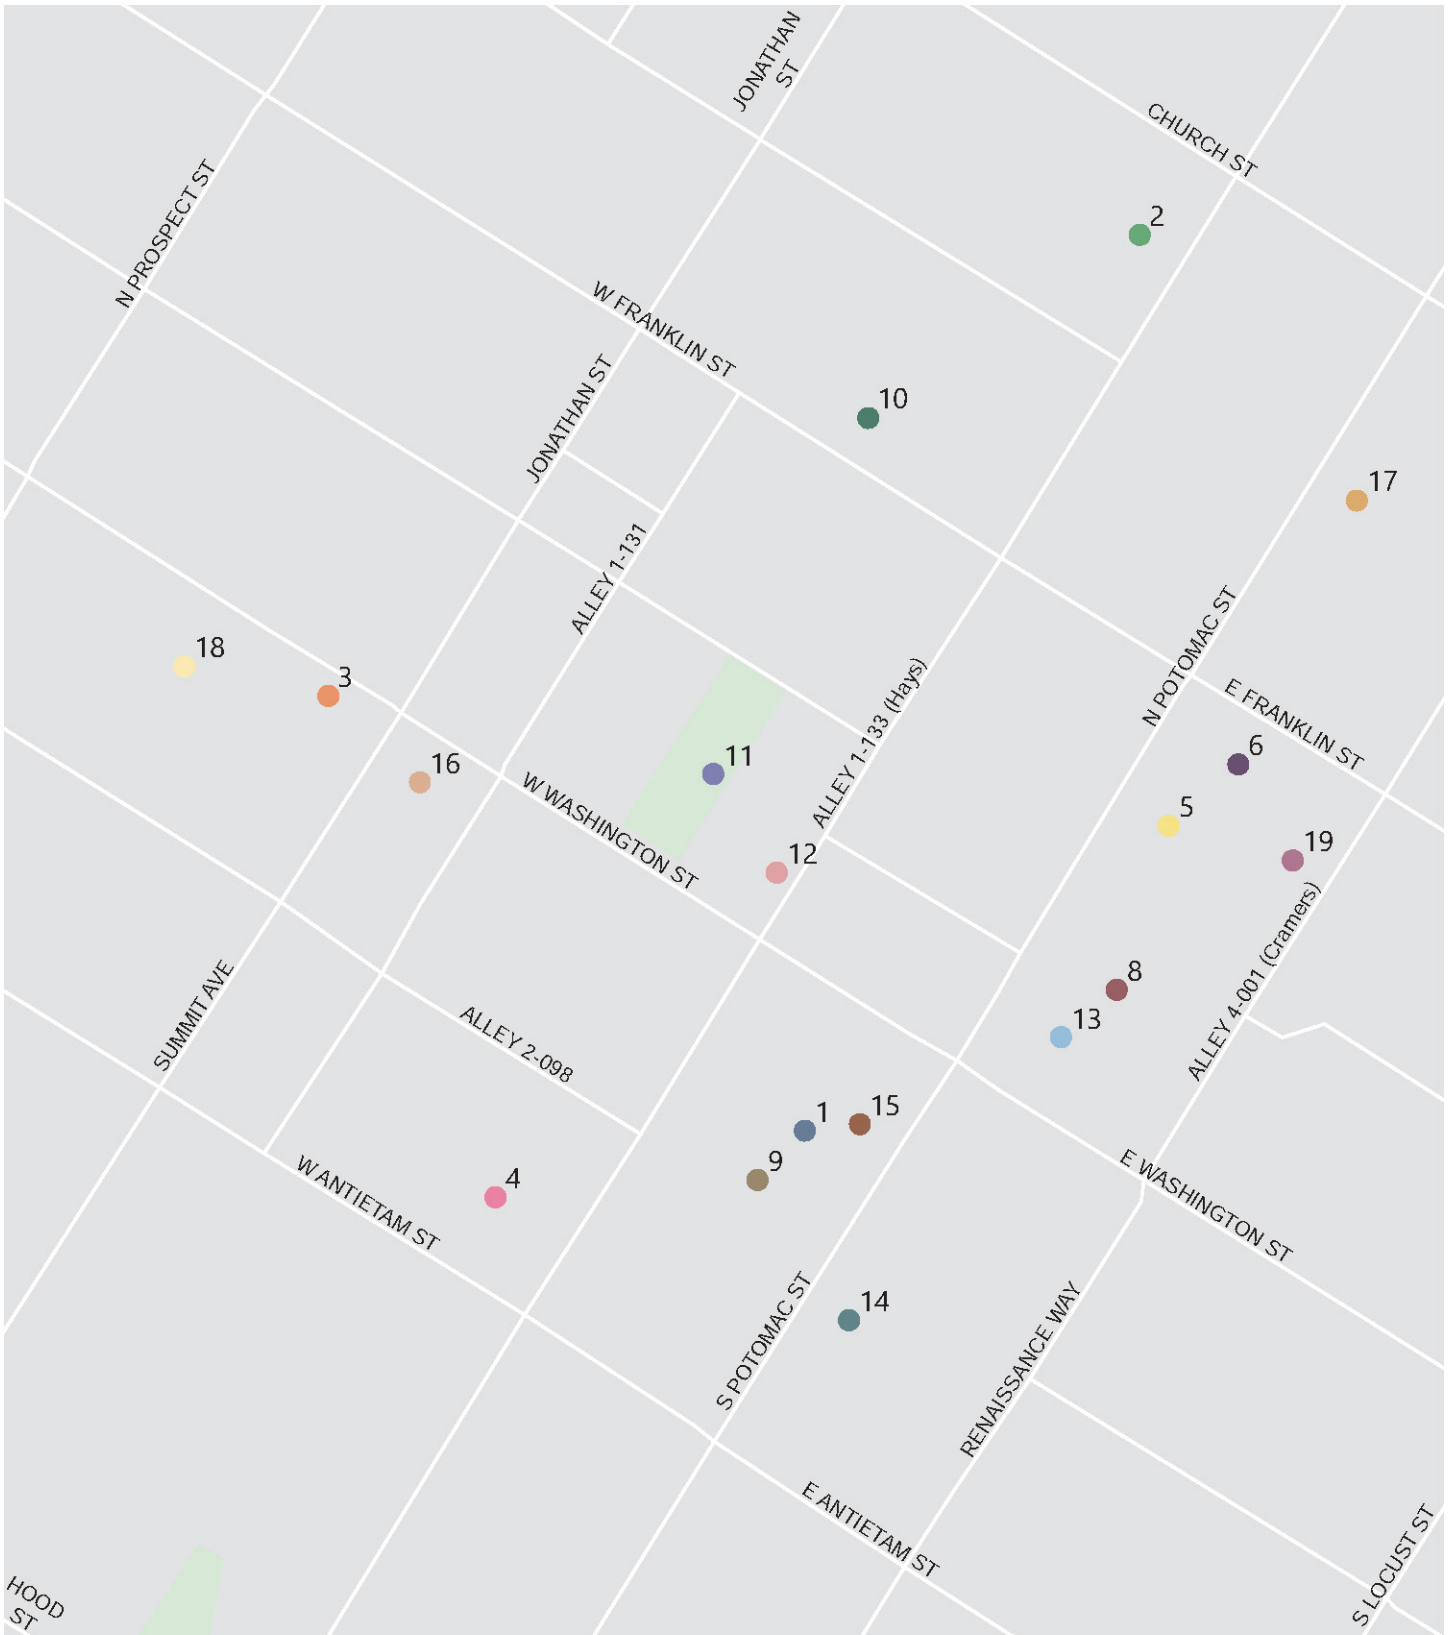 JONATHAN
ST
CHURCH ST
N PROSPECT ST
2
W FRANKLIN ST
JONATHAN ST
10
17
ALLEY 1-131
N POTOMAC ST
18
3
ALLEY 1-133 (Hays)
E FRANKLIN ST
6
11
16
W WASHINGTON ST
5
12
19
ALLEY 4-001 (Cramers)
SUMMIT AVE
8
ALLEY 2-098
13
1
15
9
4
W ANTIETAM ST
E WASHINGTON ST
14
S POTOMAC ST
RENAISSANCE WAY
E ANTIETAM ST
S LOCUST ST
HOOD
ST